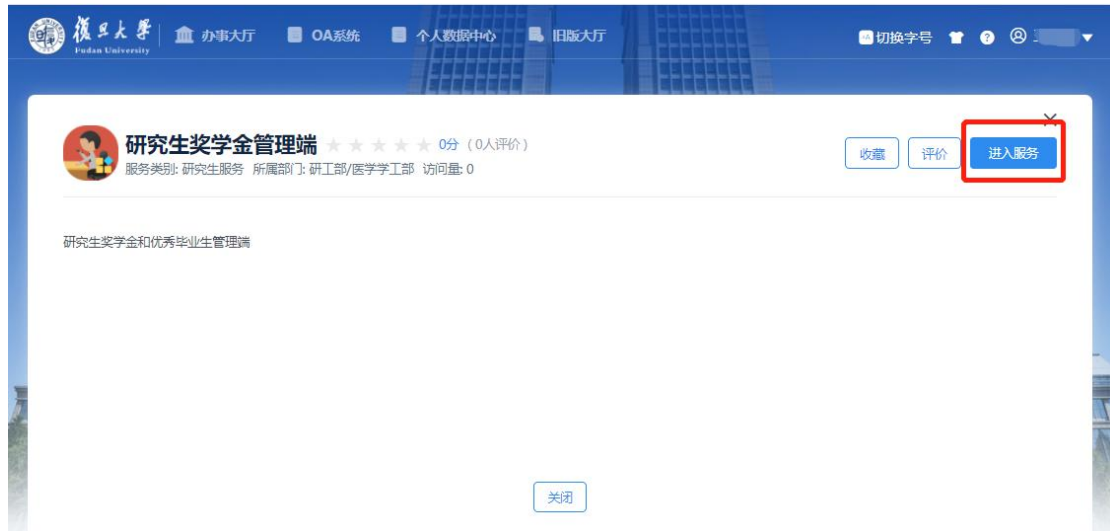 復旦大學
Fudan University
办事大厅
OA系统
个人数据中心
旧版大厅
切换字号
研究生奖学金管理端
0分 (0人评价)
收藏
评价
进入服务
服务类别: 研究生服务 所属部门: 研工部/医学学工部 访问量: 0
研究生奖学金和优秀毕业生管理端
关闭